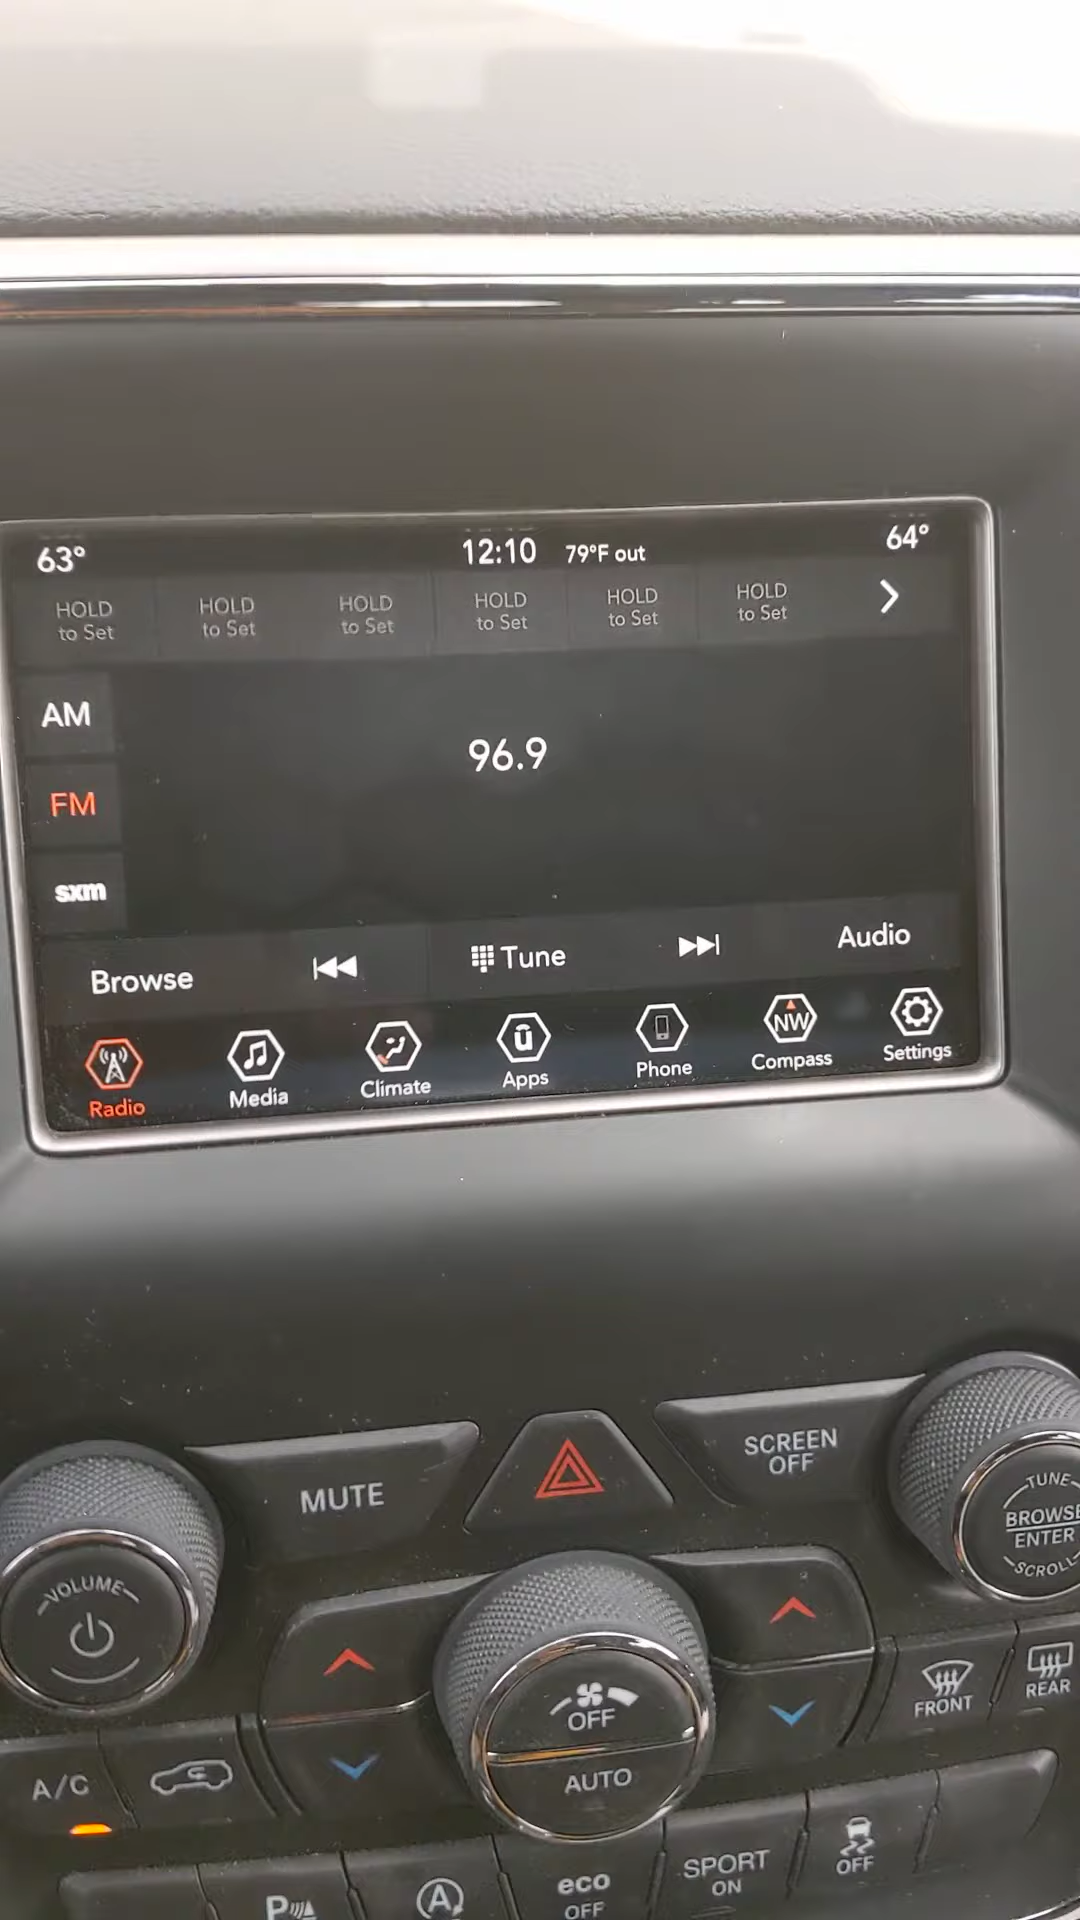 63° 12:10 79°F out 64°
HOLD to Set
HOLD to Set
HOLD to Set
HOLD to Set
HOLD to Set
HOLD to Set
AM
96.9
FM
sxm
Browse
Tune
Audio
Radio
Media
Climate
Apps
Phone
NW
Compass
Settings
MUTE
SCREEN
OFF
VOLUME
TUNE
BROWSE
ENTER
SCROLL
OFF
AUTO
FRONT
REAR
A/C
P
A
eco
OFF
SPORT
ON
OFF